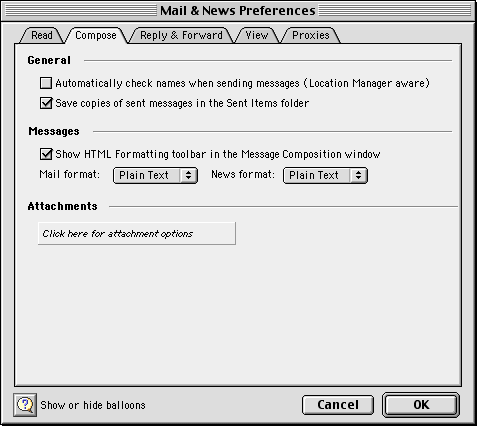 Mail & News Preferences
Read Compose Reply & Forward View Proxies
General
Automatically check names when sending messages (Location Manager aware)
Save copies of sent messages in the Sent Items folder
Messages
Show HTML Formatting toolbar in the Message Composition window
Mail format: Plain Text News format: Plain Text
Attachments
Click here for attachment options
? Show or hide balloons Cancel OK